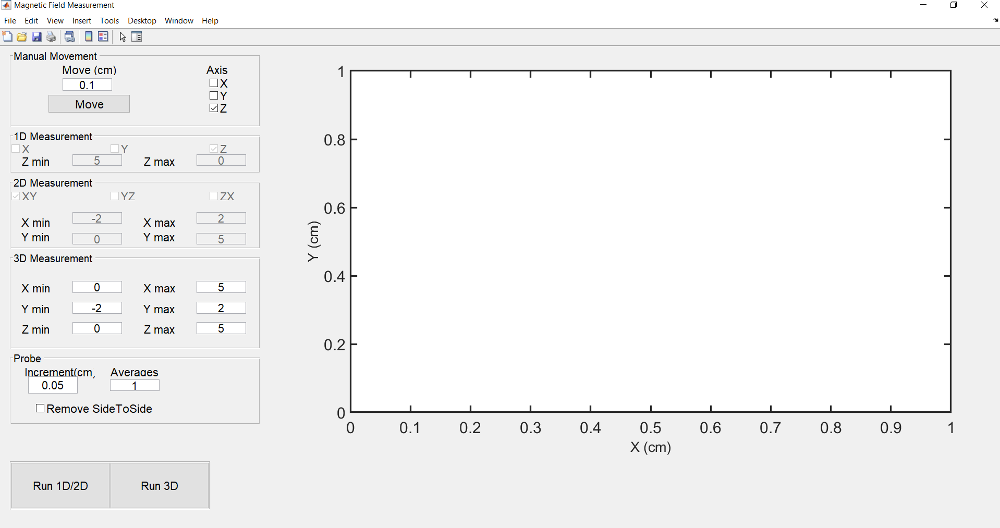 Magnetic Field Measurement
File Edit View Insert Tools Desktop Window Help
Manual Movement
Move (cm)
0.1
Move
Axis
X
Y
Z
1D Measurement
X Y Z
Z min 5 Z max 0
2D Measurement
XY YZ ZX
X min -2 X max 2
Y min 0 Y max 5
3D Measurement
X min 0 X max 5
Y min -2 Y max 2
Z min 0 Z max 5
Probe
Increment(cm) Averages
0.05 1
Remove SideToSide
Run 1D/2D Run 3D
1
0.8
0.6
0.4
0.2
0
Y (cm)
0 0.1 0.2 0.3 0.4 0.5 0.6 0.7 0.8 0.9 1
X (cm)